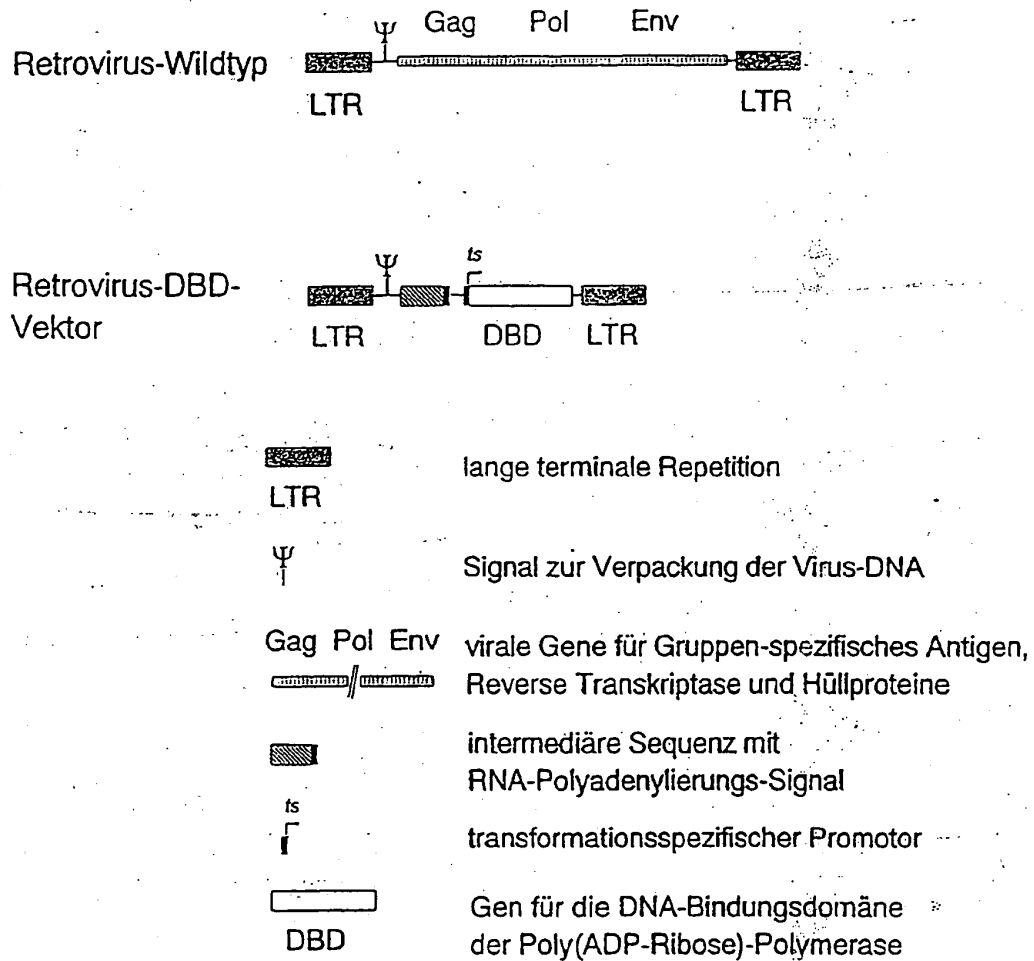 Ψ Gag Pol Env
Retrovirus-Wildtyp
LTR LTR
Ψ ts
Retrovirus-DBD-
Vektor
LTR DBD LTR
lange terminale Repetition
LTR
Ψ Signal zur Verpackung der Virus-DNA
Gag Pol Env virale Gene für Gruppen-spezifisches Antigen,
Reverse Transkriptase und Hüllproteine
intermediäre Sequenz mit
RNA-Polyadenylierungs-Signal
ts
transformationsspezifischer Promotor
Gen für die DNA-Bindungsdomäne
DBD der Poly(ADP-Ribose)-Polymerase